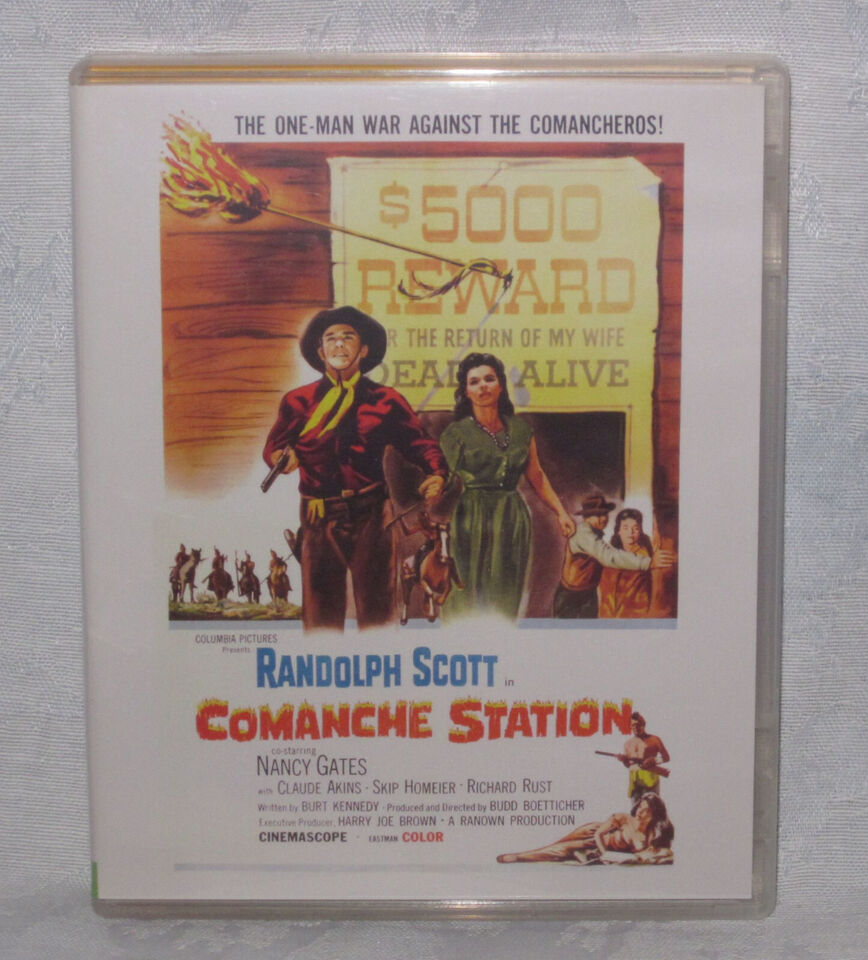 THE ONE-MAN WAR AGAINST THE COMANCHEROS!
$5000
REWARD
R THE RETURN OF MY WIFE
DEAD ALIVE
COLUMBIA PICTURES
Presents
RANDOLPH SCOTT in
COMANCHE STATION
co-starring
NANCY GATES
with CLAUDE AKINS · SKIP HOMEIER · RICHARD RUST
Written by BURT KENNEDY · Produced and Directed by BUDD BOETTICHER
Executive Producer, HARRY JOE BROWN · A RANOWN PRODUCTION
CINEMASCOPE · EASTMAN COLOR